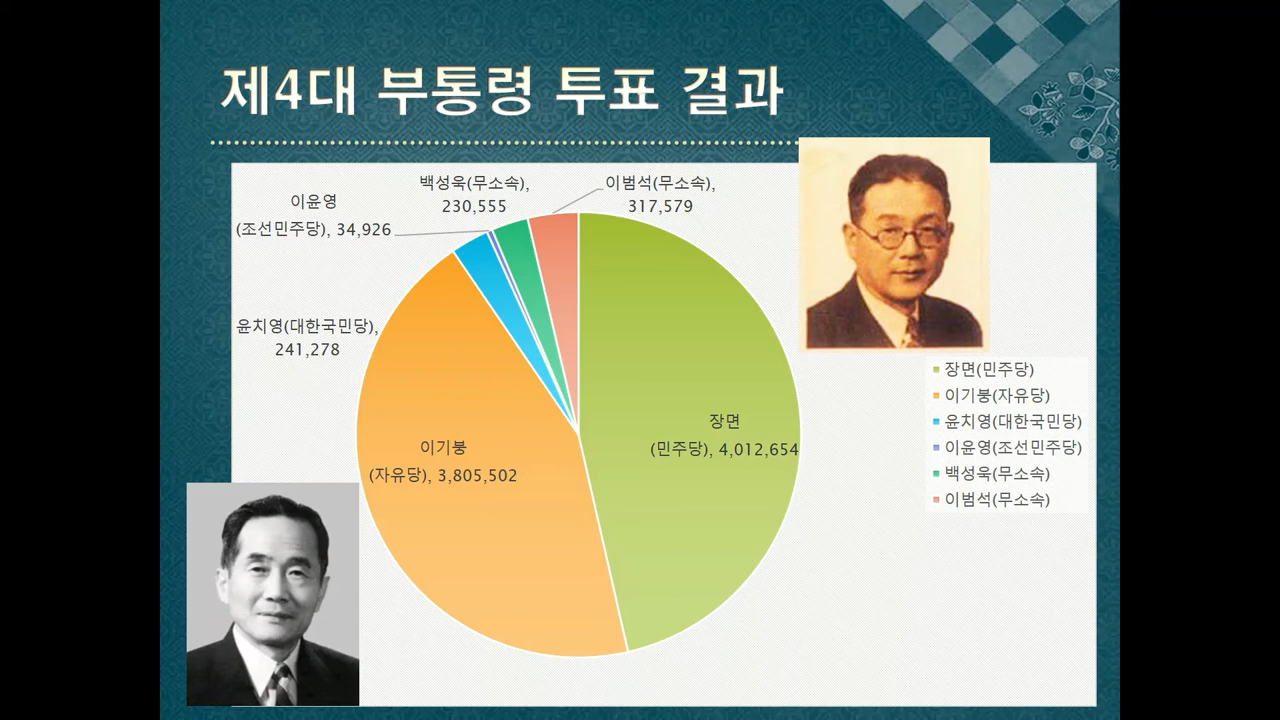 제4대 부통령 투표 결과
백성욱(무소속),
230,555
이범석(무소속),
317,579
이윤영
(조선민주당), 34,926
윤치영(대한국민당),
241,278
이기붕
(자유당), 3,805,502
장면
(민주당), 4,012,654
장면(민주당)
이기붕(자유당)
윤치영(대한국민당)
이윤영(조선민주당)
백성욱(무소속)
이범석(무소속)